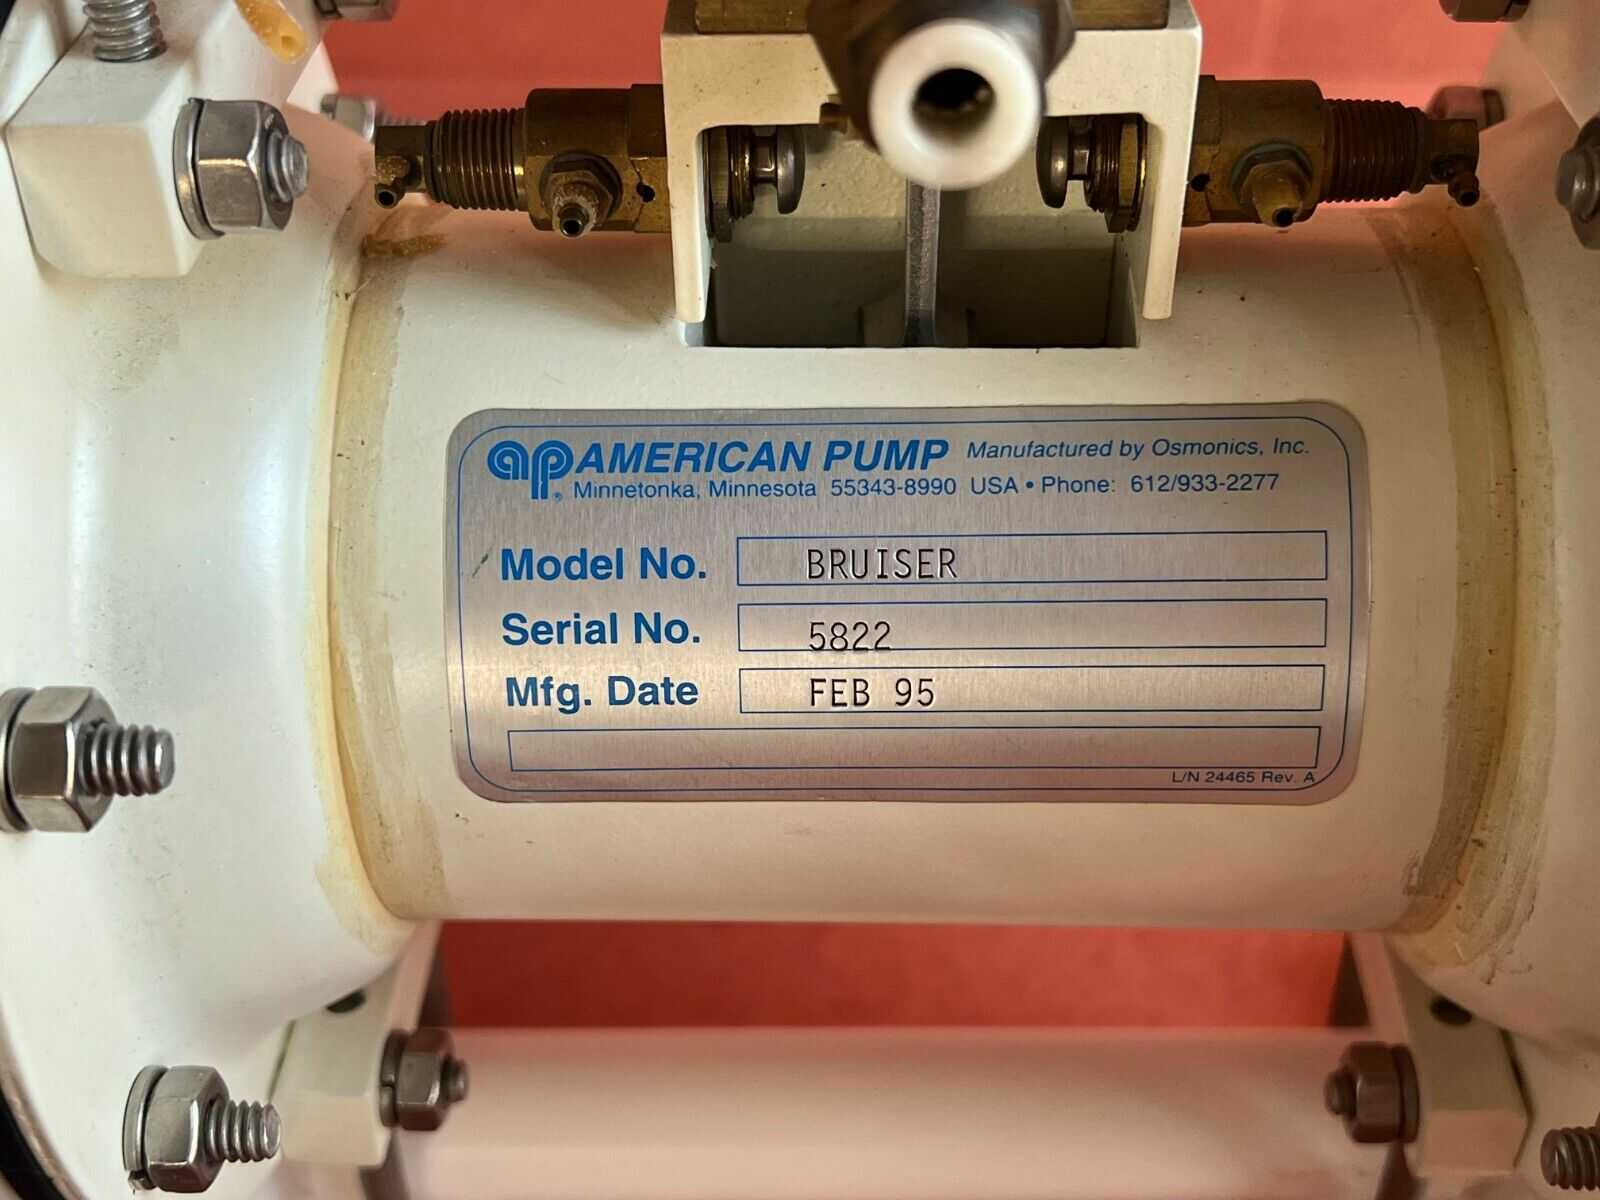 ap® AMERICAN PUMP Manufactured by Osmonics, Inc.
Minnetonka, Minnesota 55343-8990 USA • Phone: 612/933-2277
Model No. BRUISER
Serial No. 5822
Mfg. Date FEB 95
L/N 24465 Rev. A